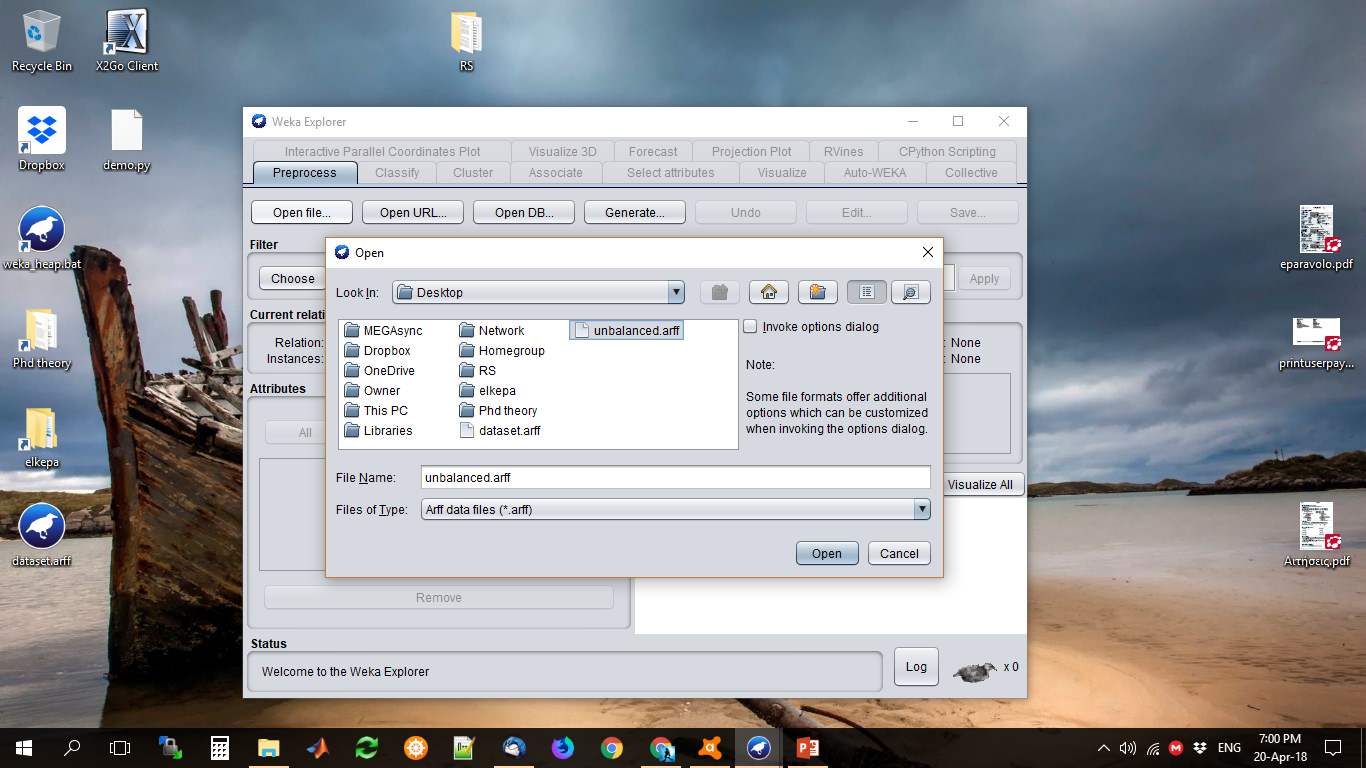 Recycle Bin
X2Go Client
RS
Dropbox
demo.py
weka_heap.bat
Phd theory
elkepa
dataset.arff
eparavolo.pdf
printuserpay...
Αιτήσεις.pdf
Weka Explorer
Interactive Parallel Coordinates Plot Visualize 3D Forecast Projection Plot RVines CPython Scripting
Preprocess Classify Cluster Associate Select attributes Visualize Auto-WEKA Collective
Open file... Open URL... Open DB... Generate... Undo Edit... Save...
Filter
Choose Apply
Current relati
Relation: : None
Instances: : None
Attributes
All
Visualize All
Remove
Open
Look In: Desktop
MEGAsync Network unbalanced.arff
Dropbox Homegroup
OneDrive RS
Owner elkepa
This PC Phd theory
Libraries dataset.arff
Invoke options dialog
Note:
Some file formats offer additional
options which can be customized
when invoking the options dialog.
File Name: unbalanced.arff
Files of Type: Arff data files (*.arff)
Open Cancel
Status
Welcome to the Weka Explorer
Log x 0
ENG
7:00 PM
20-Apr-18